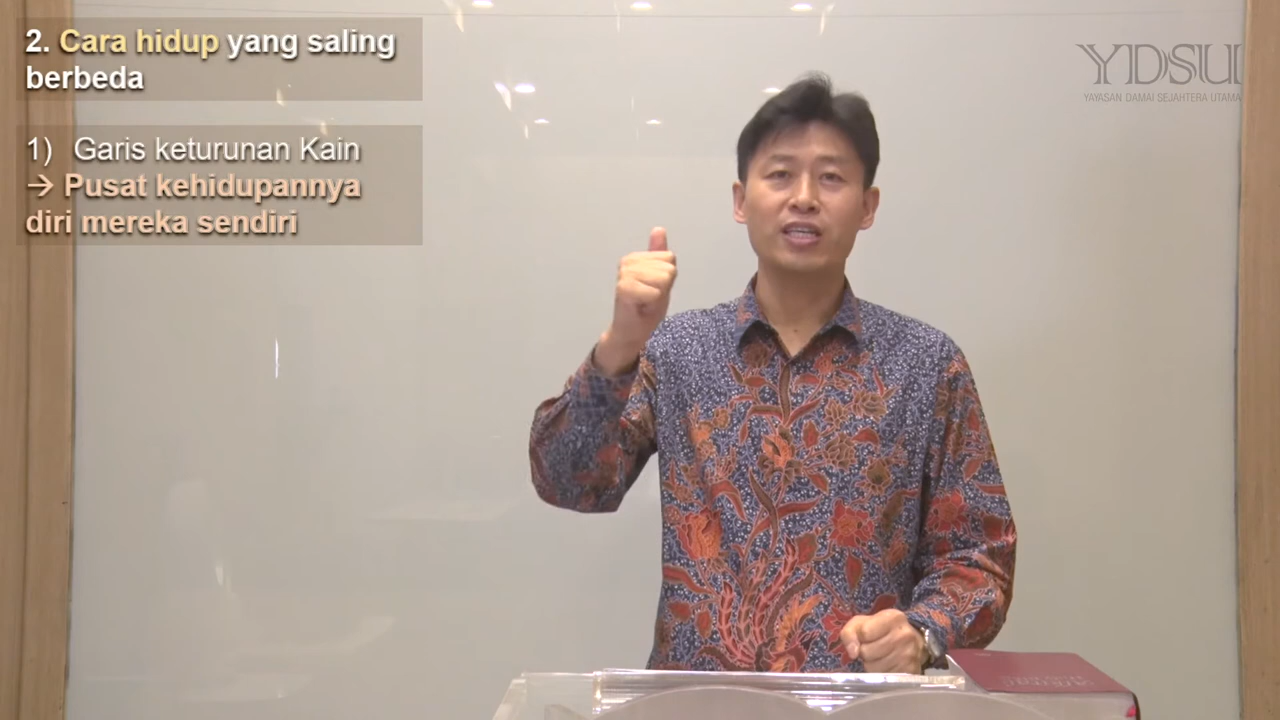 2. Cara hidup yang saling
berbeda
1) Garis keturunan Kain
→ Pusat kehidupannya
diri mereka sendiri
YDSU
YAYASAN DAMAI SEJAHTERA UTAMA